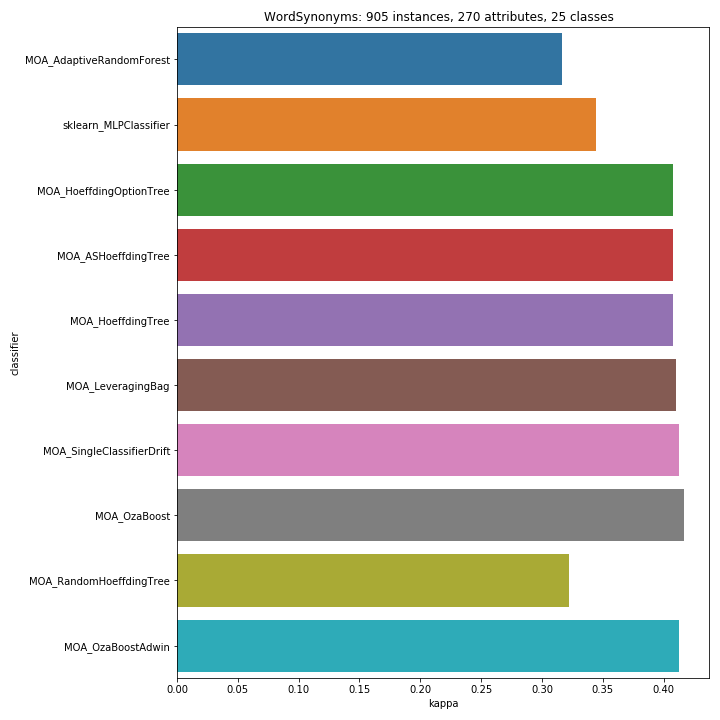 WordSynonyms: 905 instances, 270 attributes, 25 classes
MOA_AdaptiveRandomForest
sklearn_MLPClassifier
MOA_HoeffdingOptionTree
MOA_ASHoeffdingTree
MOA_HoeffdingTree
classifier
MOA_LeveragingBag
MOA_SingleClassifierDrift
MOA_OzaBoost
MOA_RandomHoeffdingTree
MOA_OzaBoostAdwin
0.00 0.05 0.10 0.15 0.20 0.25 0.30 0.35 0.40
kappa